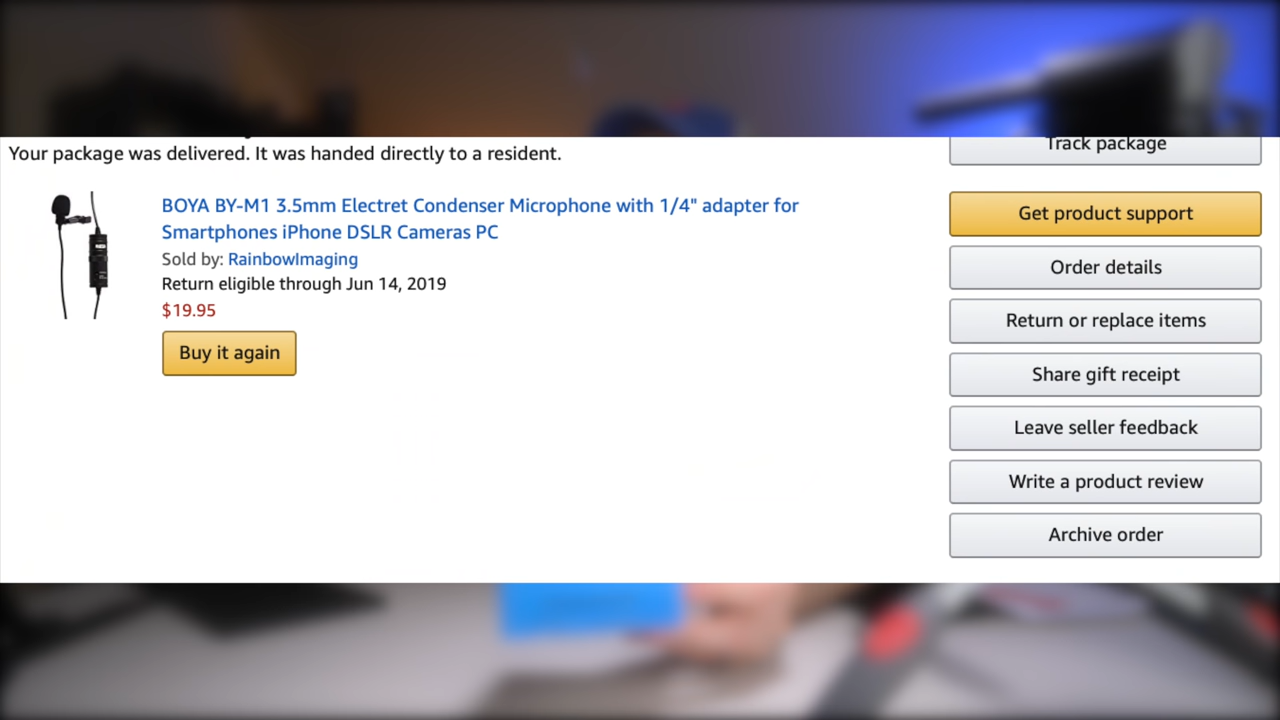 Your package was delivered. It was handed directly to a resident.
BOYA BY-M1 3.5mm Electret Condenser Microphone with 1/4" adapter for
Smartphones iPhone DSLR Cameras PC
Sold by: RainbowImaging
Return eligible through Jun 14, 2019
$19.95
Buy it again
Track package
Get product support
Order details
Return or replace items
Share gift receipt
Leave seller feedback
Write a product review
Archive order